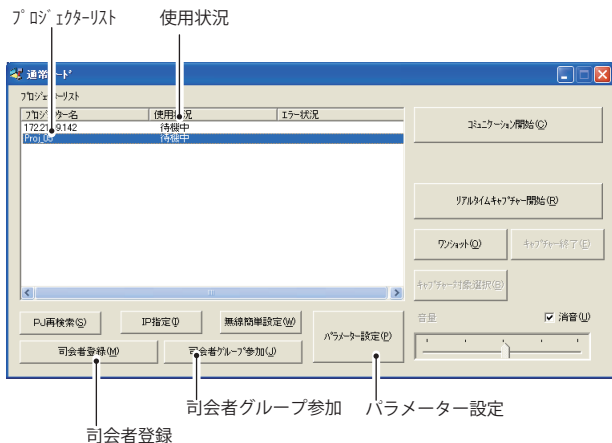 プロジェクターリスト 使用状況
通常モード
プロジェクターリスト
プロジェクター名 使用状況 エラー状況
待機中
Proj_05 待機中
コミュニケーション開始(C)
リアルタイムキャプチャー開始(R)
ワンショット(O) キャプチャー終了(E)
キャプチャー対象選択(B)
PJ再検索(S) IP指定(I) 無線簡単設定(W)
パラメーター設定(P)
音量 消音(U)
司会者登録(M) 司会者グループ参加(J)
司会者グループ参加 パラメーター設定
司会者登録